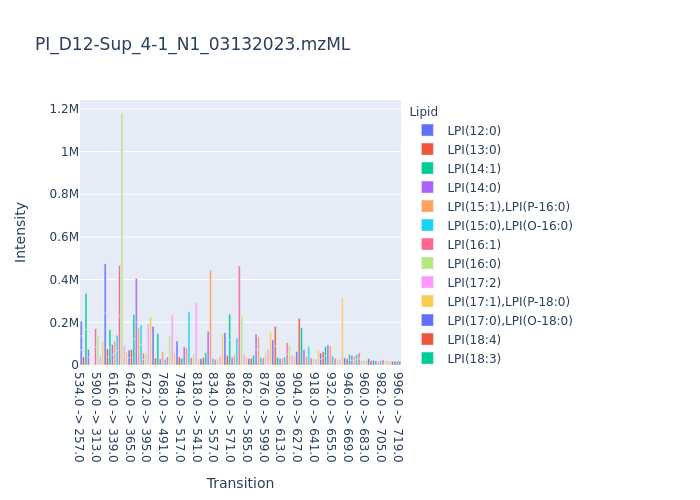 PI_D12-Sup_4-1_N1_03132023.mzML
Lipid
LPI(12:0)
LPI(13:0)
LPI(14:1)
LPI(14:0)
LPI(15:1),LPI(P-16:0)
LPI(15:0),LPI(O-16:0)
LPI(16:1)
LPI(16:0)
LPI(17:2)
LPI(17:1),LPI(P-18:0)
LPI(17:0),LPI(O-18:0)
LPI(18:4)
LPI(18:3)
1.2M
1M
0.8M
0.6M
0.4M
0.2M
0
Intensity
534.0 -> 257.0
590.0 -> 313.0
616.0 -> 339.0
642.0 -> 365.0
672.0 -> 395.0
768.0 -> 491.0
794.0 -> 517.0
818.0 -> 541.0
834.0 -> 557.0
848.0 -> 571.0
862.0 -> 585.0
876.0 -> 599.0
890.0 -> 613.0
904.0 -> 627.0
918.0 -> 641.0
932.0 -> 655.0
946.0 -> 669.0
960.0 -> 683.0
982.0 -> 705.0
996.0 -> 719.0
Transition